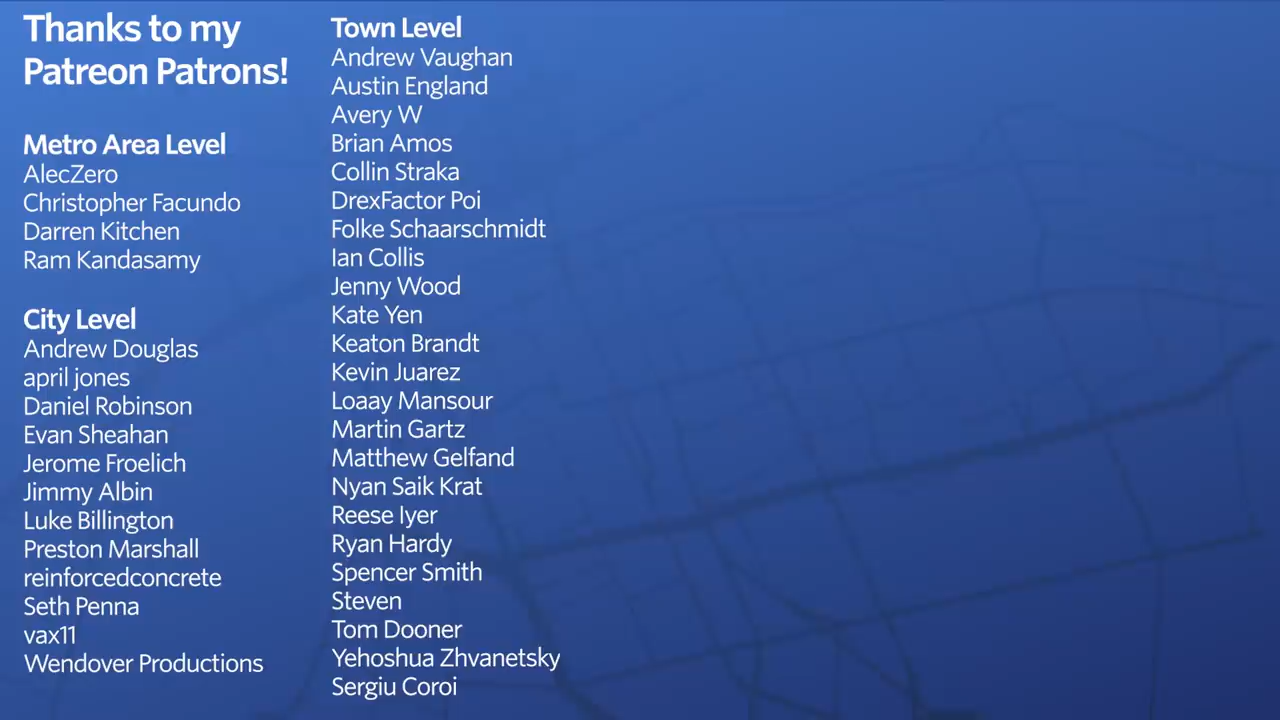 Thanks to my
Patreon Patrons!
Metro Area Level
AlecZero
Christopher Facundo
Darren Kitchen
Ram Kandasamy
City Level
Andrew Douglas
april jones
Daniel Robinson
Evan Sheahan
Jerome Froelich
Jimmy Albin
Luke Billington
Preston Marshall
reinforcedconcrete
Seth Penna
vax11
Wendover Productions
Town Level
Andrew Vaughan
Austin England
Avery W
Brian Amos
Collin Straka
DrexFactor Poi
Folke Schaarschmidt
Ian Collis
Jenny Wood
Kate Yen
Keaton Brandt
Kevin Juarez
Loaay Mansour
Martin Gartz
Matthew Gelfand
Nyan Saik Krat
Reese Iyer
Ryan Hardy
Spencer Smith
Steven
Tom Dooner
Yehoshua Zhvanetsky
Sergiu Coroi